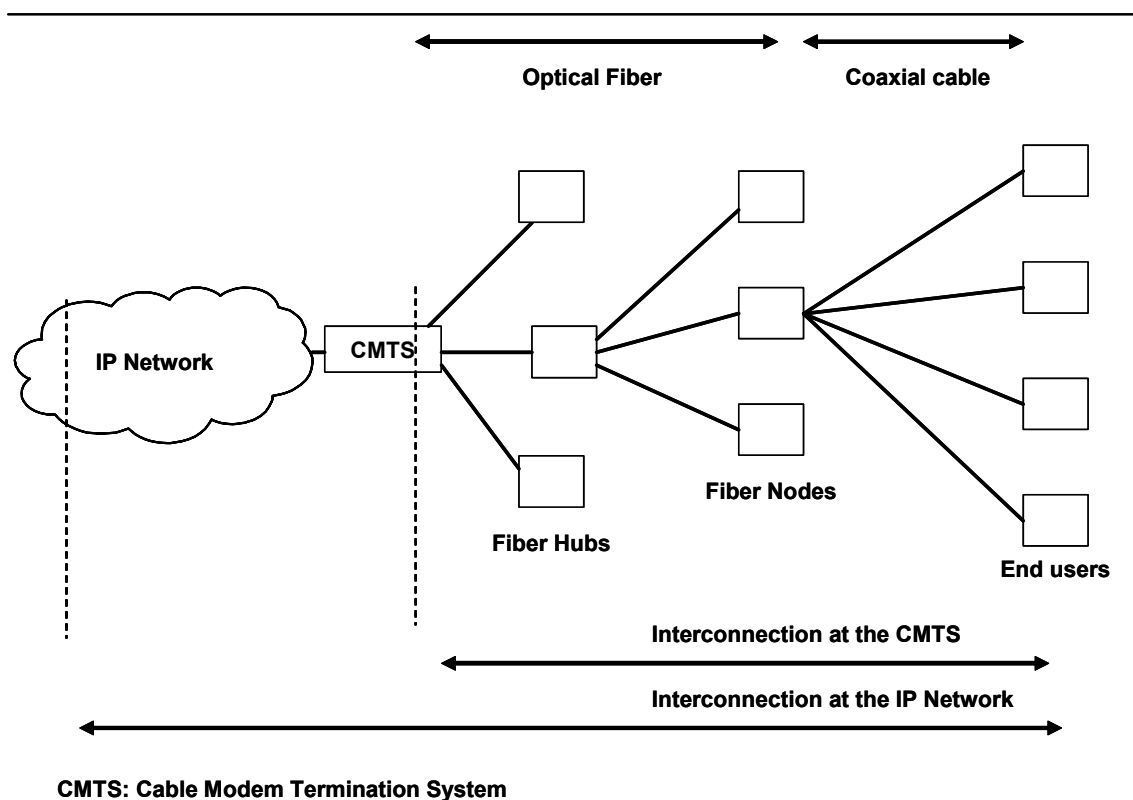 Optical Fiber
Coaxial cable
IP Network
CMTS
Fiber Nodes
Fiber Hubs
End users
Interconnection at the CMTS
Interconnection at the IP Network
CMTS: Cable Modem Termination System